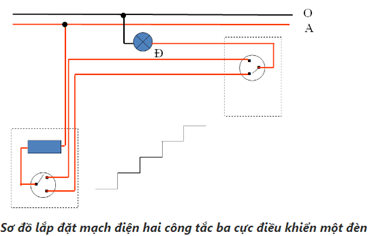 O
A
Đ
Sơ đồ lắp đặt mạch điện hai công tắc ba cực điều khiển một đèn